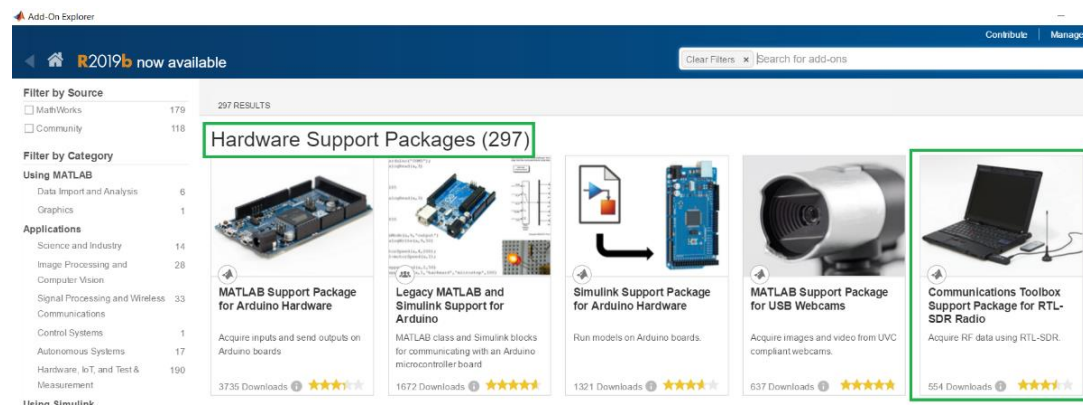 Add-On Explorer
Contribute
Manage
R2019b now available
Clear Filters ×
Search for add-ons
Filter by Source
MathWorks 179
Community 118
Filter by Category
Using MATLAB
Data Import and Analysis 6
Graphics 1
Applications
Science and Industry 14
Image Processing and 28
Computer Vision
Signal Processing and Wireless 33
Communications
Control Systems 1
Autonomous Systems 17
Hardware, IoT, and Test & 190
Measurement
Using Simulink
297 RESULTS
Hardware Support Packages (297)
MATLAB Support Package
for Arduino Hardware
Acquire inputs and send outputs on
Arduino boards
3735 Downloads
Legacy MATLAB and
Simulink Support for
Arduino
MATLAB class and Simulink blocks
for communicating with an Arduino
microcontroller board
1672 Downloads
Simulink Support Package
for Arduino Hardware
Run models on Arduino boards.
1321 Downloads
MATLAB Support Package
for USB Webcams
Acquire images and video from UVC
compliant webcams.
637 Downloads
Communications Toolbox
Support Package for RTL-
SDR Radio
Acquire RF data using RTL-SDR.
554 Downloads